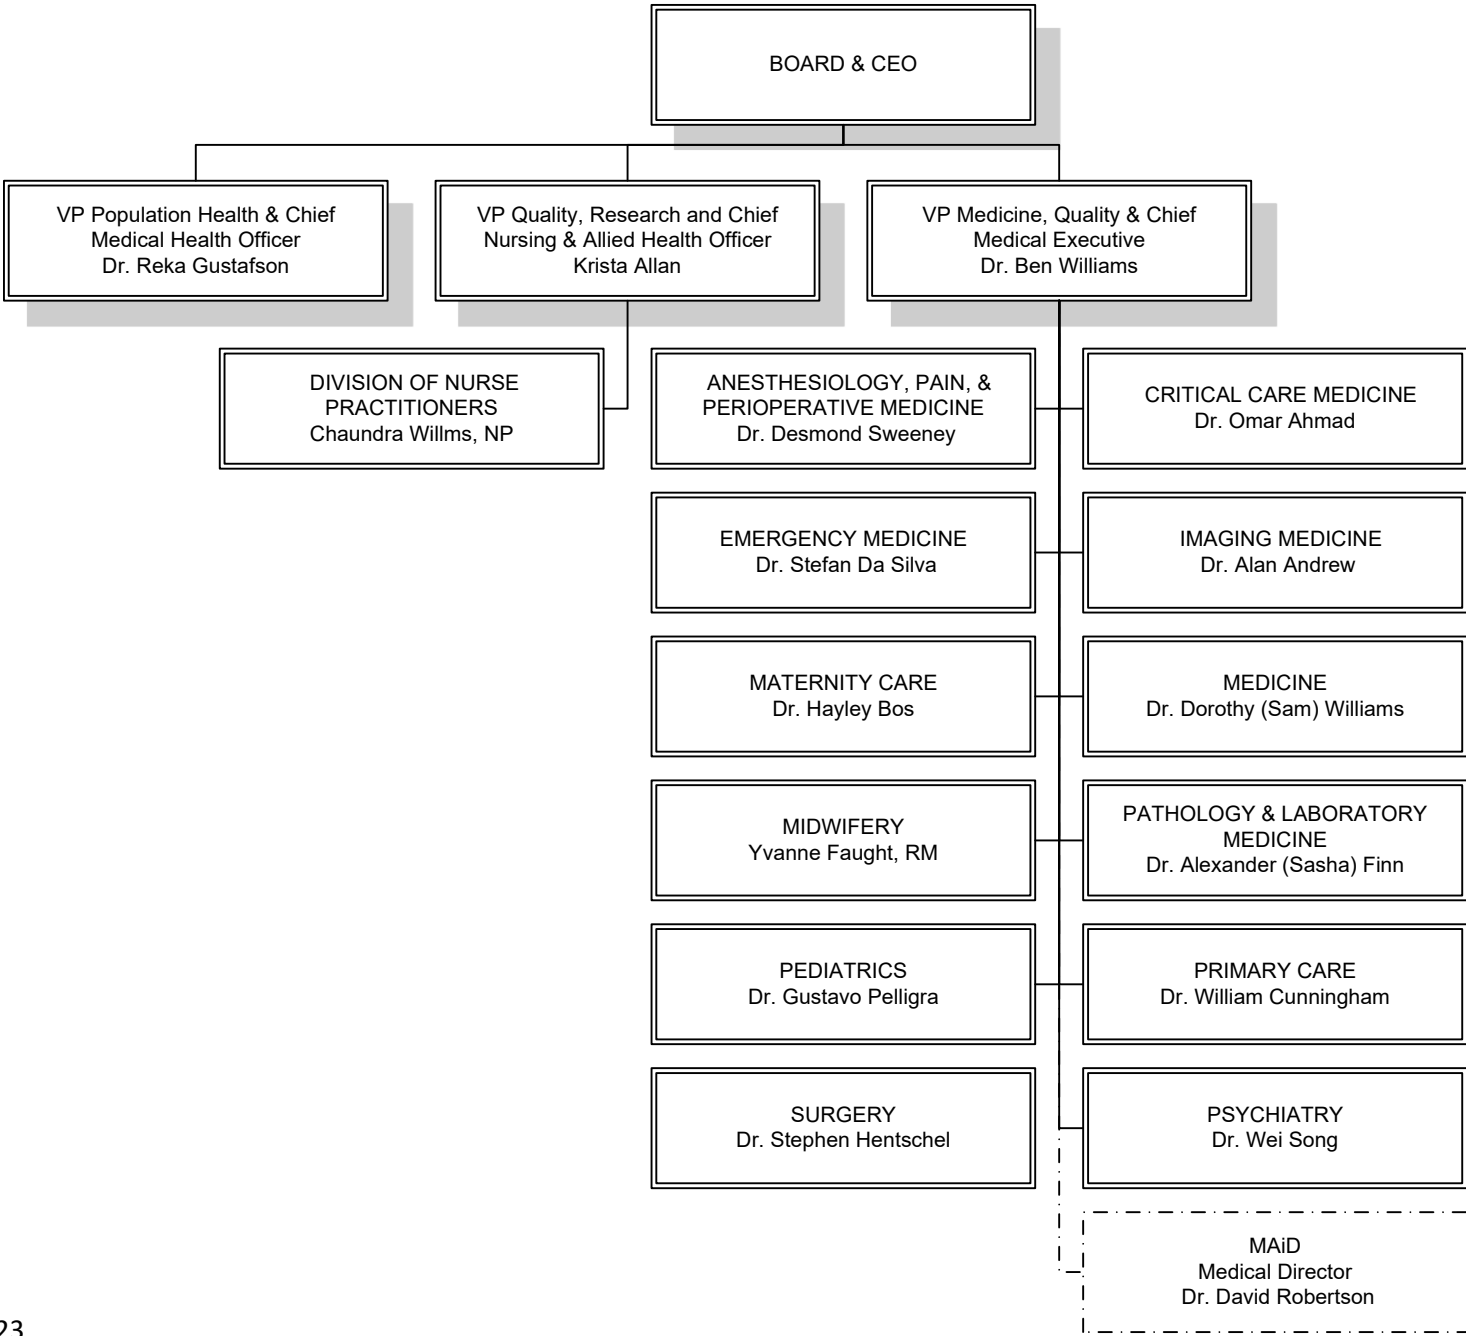 BOARD & CEO
VP Population Health & Chief
Medical Health Officer
Dr. Reka Gustafson
VP Quality, Research and Chief
Nursing & Allied Health Officer
Krista Allan
VP Medicine, Quality & Chief
Medical Executive
Dr. Ben Williams
DIVISION OF NURSE
PRACTITIONERS
Chaundra Willms, NP
ANESTHESIOLOGY, PAIN, &
PERIOPERATIVE MEDICINE
Dr. Desmond Sweeney
CRITICAL CARE MEDICINE
Dr. Omar Ahmad
EMERGENCY MEDICINE
Dr. Stefan Da Silva
IMAGING MEDICINE
Dr. Alan Andrew
MATERNITY CARE
Dr. Hayley Bos
MEDICINE
Dr. Dorothy (Sam) Williams
MIDWIFERY
Yvanne Faught, RM
PATHOLOGY & LABORATORY
MEDICINE
Dr. Alexander (Sasha) Finn
PEDIATRICS
Dr. Gustavo Pelligra
PRIMARY CARE
Dr. William Cunningham
SURGERY
Dr. Stephen Hentschel
PSYCHIATRY
Dr. Wei Song
MAiD
Medical Director
Dr. David Robertson